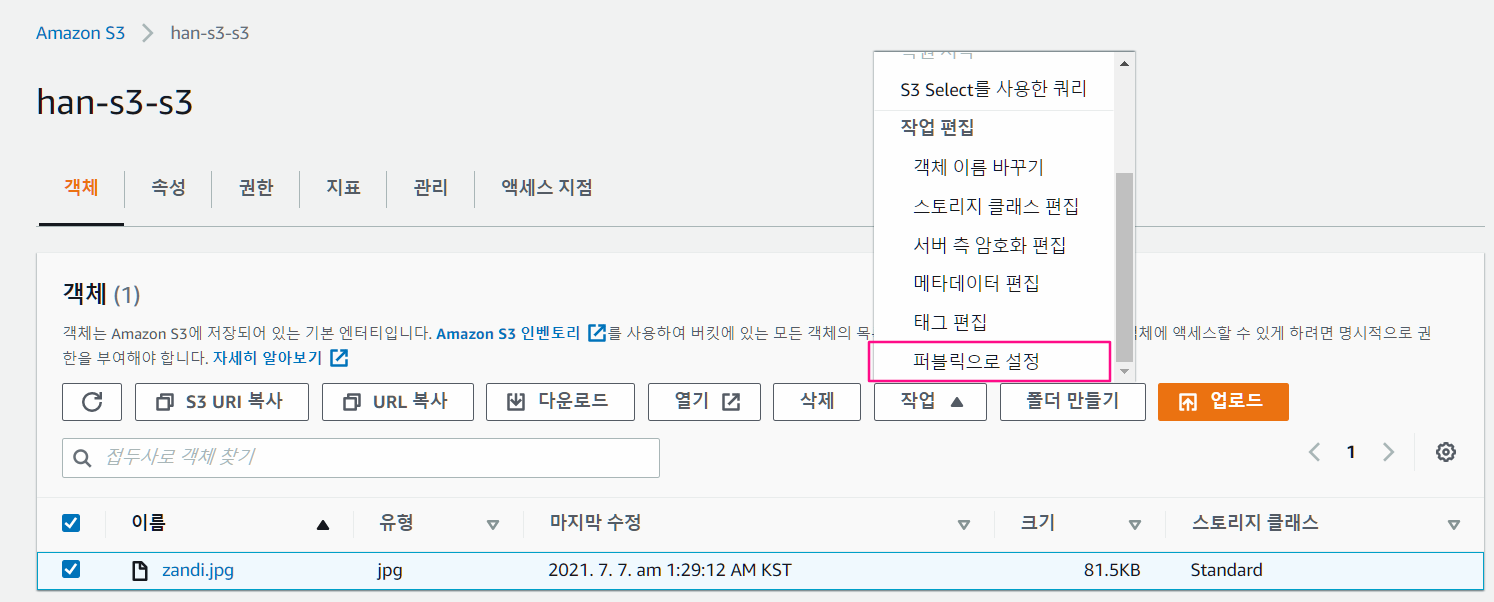 Amazon S3 > han-s3-s3
han-s3-s3
객체 속성 권한 지표 관리 액세스 지점
S3 Select를 사용한 쿼리
작업 편집
객체 이름 바꾸기
스토리지 클래스 편집
서버 측 암호화 편집
메타데이터 편집
태그 편집
퍼블릭으로 설정
객체 (1)
객체는 Amazon S3에 저장되어 있는 기본 엔터티입니다. Amazon S3 인벤토리 를 사용하여 버킷에 있는 모든 객체의 에 액세스할 수 있게 하려면 명시적으로 권
한을 부여해야 합니다. 자세히 알아보기
S3 URI 복사 URL 복사 다운로드 열기 삭제 작업 폴더 만들기 업로드
접두사로 객체 찾기 1
이름 유형 마지막 수정 크기 스토리지 클래스
zandi.jpg jpg 2021. 7. 7. am 1:29:12 AM KST 81.5KB Standard